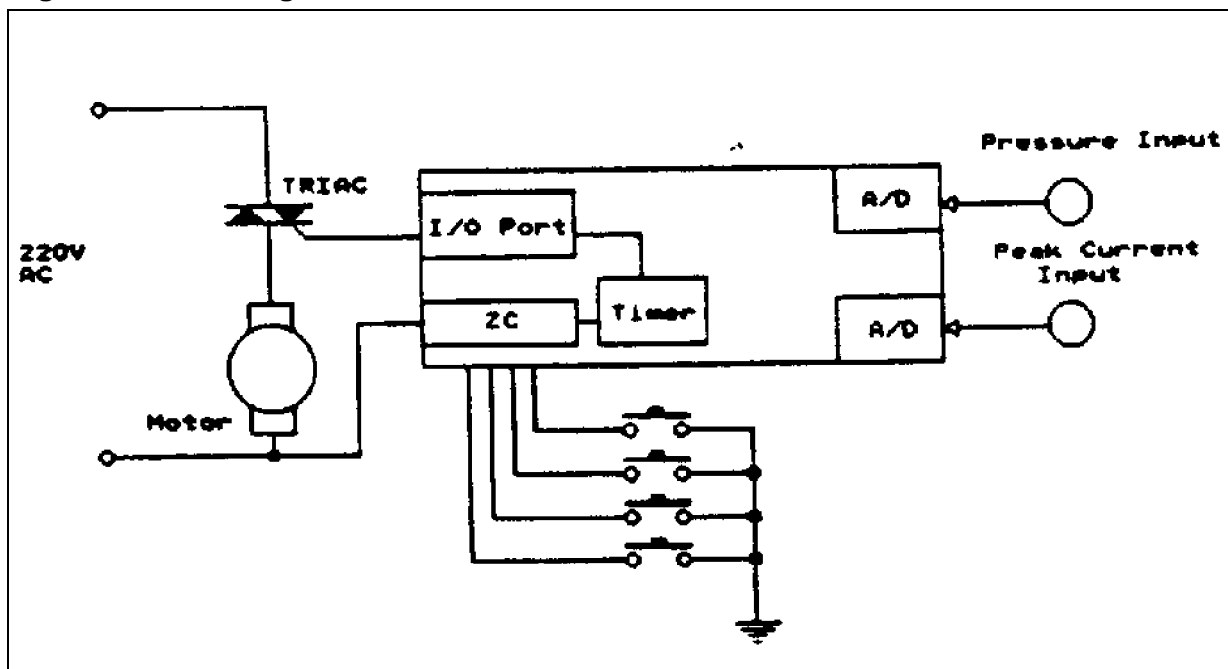 Pressure Input
TRIAC
A/D
I/O Port
220V
AC
Peak Current
Input
Timer
ZC
A/D
Motor